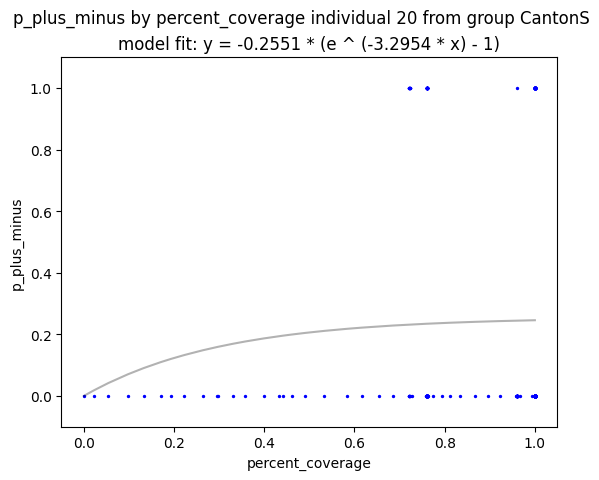 p_plus_minus by percent_coverage individual 20 from group CantonS
model fit: y = -0.2551 * (e ^ (-3.2954 * x) - 1)
1.0
0.8
0.6
0.4
0.2
0.0
p_plus_minus
0.0 0.2 0.4 0.6 0.8 1.0
percent_coverage